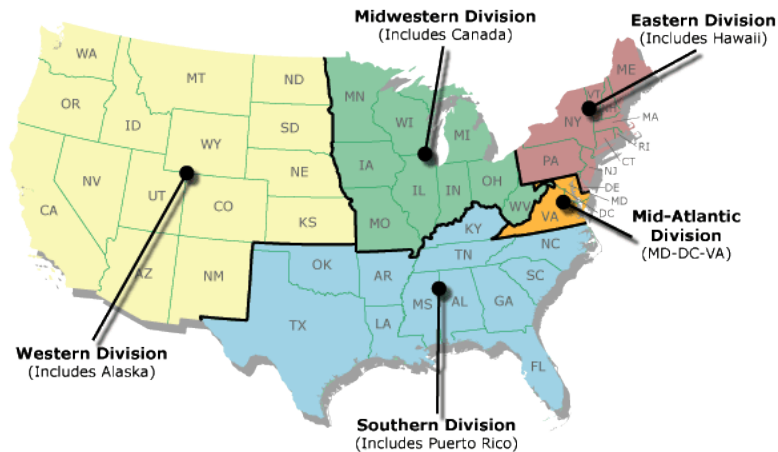 Midwestern Division
(Includes Canada)
Eastern Division
(Includes Hawaii)
WA
MT
ND
MN
ME
VT
NH
OR
ID
SD
WI
MI
NY
MA
WY
RI
IA
PA
CT
NE
NJ
NV
UT
IL
IN
OH
DE
CO
WV
MD
CA
KS
MO
VA
DC
KY
Mid-Atlantic
Division
(MD-DC-VA)
NC
TN
AZ
NM
OK
AR
SC
MS
AL
GA
TX
LA
Western Division
(Includes Alaska)
FL
Southern Division
(Includes Puerto Rico)